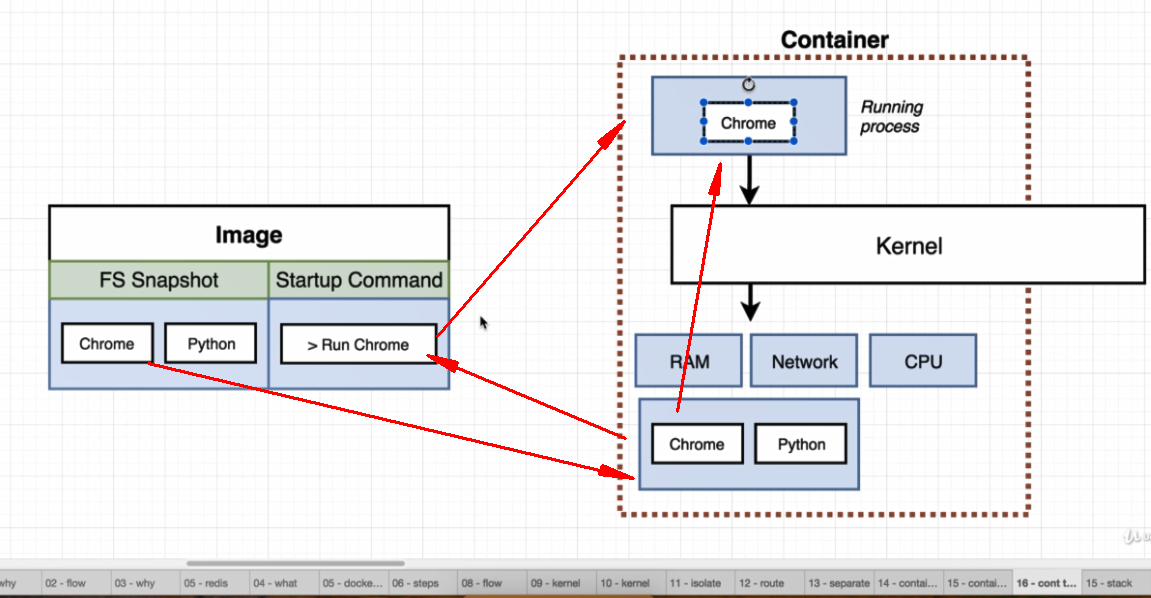 Container
Chrome
Running
process
Image
FS Snapshot
Startup Command
Chrome
Python
> Run Chrome
Kernel
RAM
Network
CPU
Chrome
Python
why
02 - flow
03 - why
05 - redis
04 - what
05 - docke...
06 - steps
08 - flow
09 - kernel
10 - kernel
11 - isolate
12 - route
13 - separate
14 - contai...
15 - contai...
16 - cont t...
15 - stack